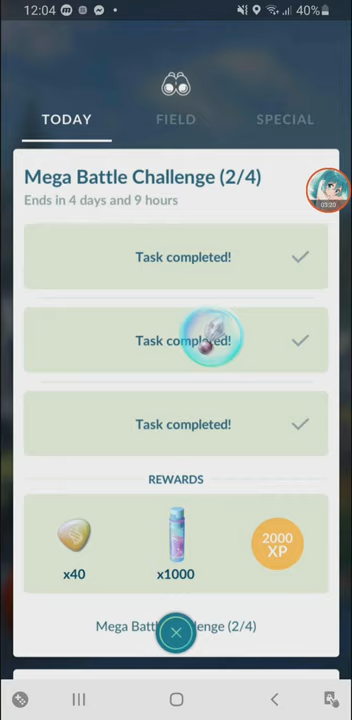 12:04 40%
TODAY FIELD SPECIAL
Mega Battle Challenge (2/4)
Ends in 4 days and 9 hours
03:20
Task completed!
Task completed!
Task completed!
REWARDS
2000
XP
x40 x1000
Mega Batt lenge (2/4)